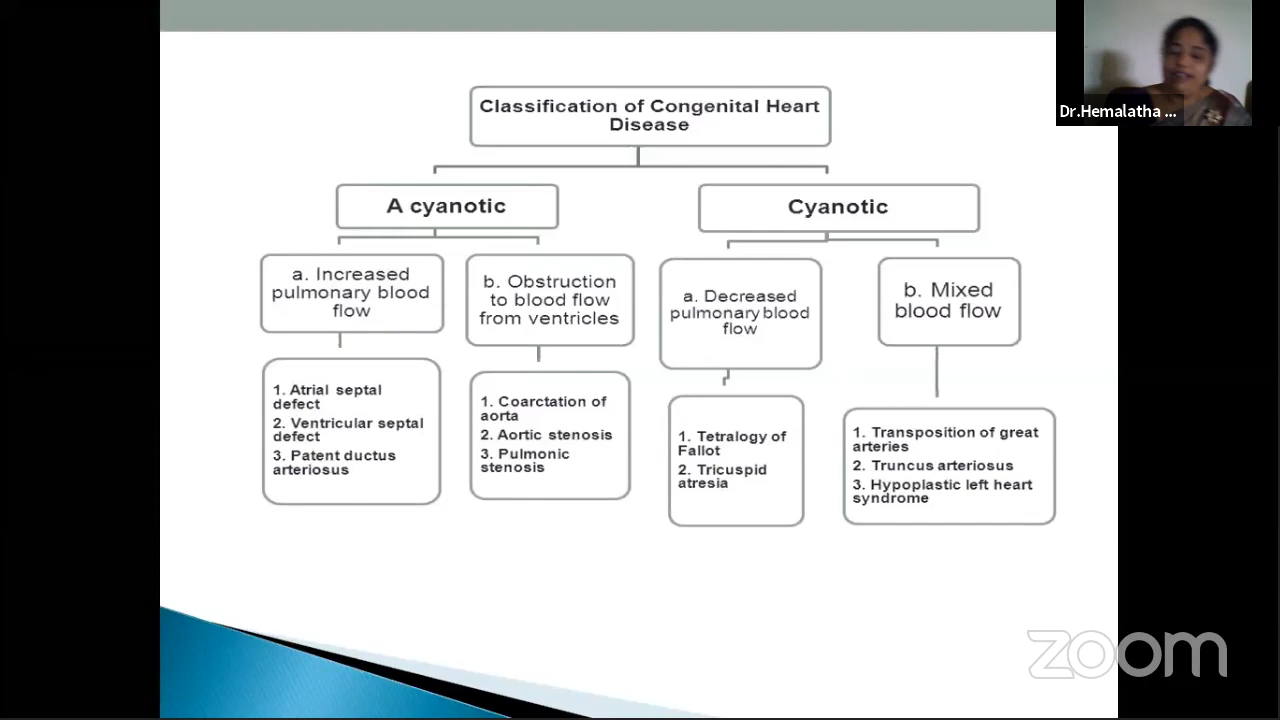 Classification of Congenital Heart
Disease
A cyanotic
Cyanotic
a. Increased
pulmonary blood
flow
b. Obstruction
to blood flow
from ventricles
a. Decreased
pulmonary blood
flow
b. Mixed
blood flow
1. Atrial septal
defect
2. Ventricular septal
defect
3. Patent ductus
arteriosus
1. Coarctation of
aorta
2. Aortic stenosis
3. Pulmonic
stenosis
1. Tetralogy of
Fallot
2. Tricuspid
atresia
1. Transposition of great
arteries
2. Truncus arteriosus
3. Hypoplastic left heart
syndrome
Dr.Hemalatha ...
zoom